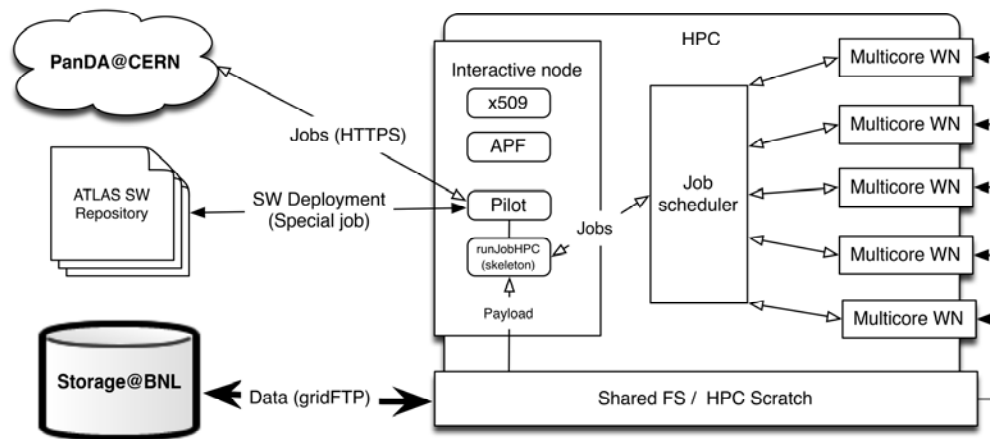 PanDA@CERN
Jobs (HTTPS)
ATLAS SW
Repository
SW Deployment
(Special job)
Storage@BNL
Data (gridFTP)
HPC
Interactive node
x509
APF
Pilot
runJobHPC
(skeleton)
Payload
Jobs
Job
scheduler
Multicore WN
Multicore WN
Multicore WN
Multicore WN
Multicore WN
Shared FS / HPC Scratch